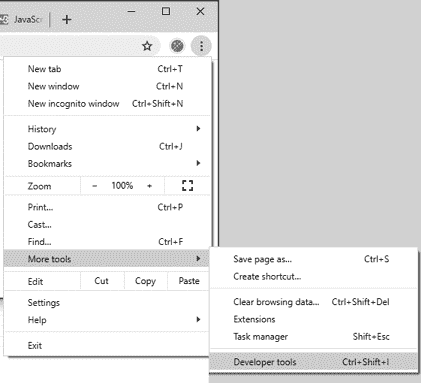 JavaScr
New tab Ctrl+T
New window Ctrl+N
New incognito window Ctrl+Shift+N
History
Downloads Ctrl+J
Bookmarks
Zoom − 100% +
Print... Ctrl+P
Cast...
Find... Ctrl+F
More tools
Edit Cut Copy Paste
Settings
Help
Exit
Save page as... Ctrl+S
Create shortcut...
Clear browsing data... Ctrl+Shift+Del
Extensions
Task manager Shift+Esc
Developer tools Ctrl+Shift+I